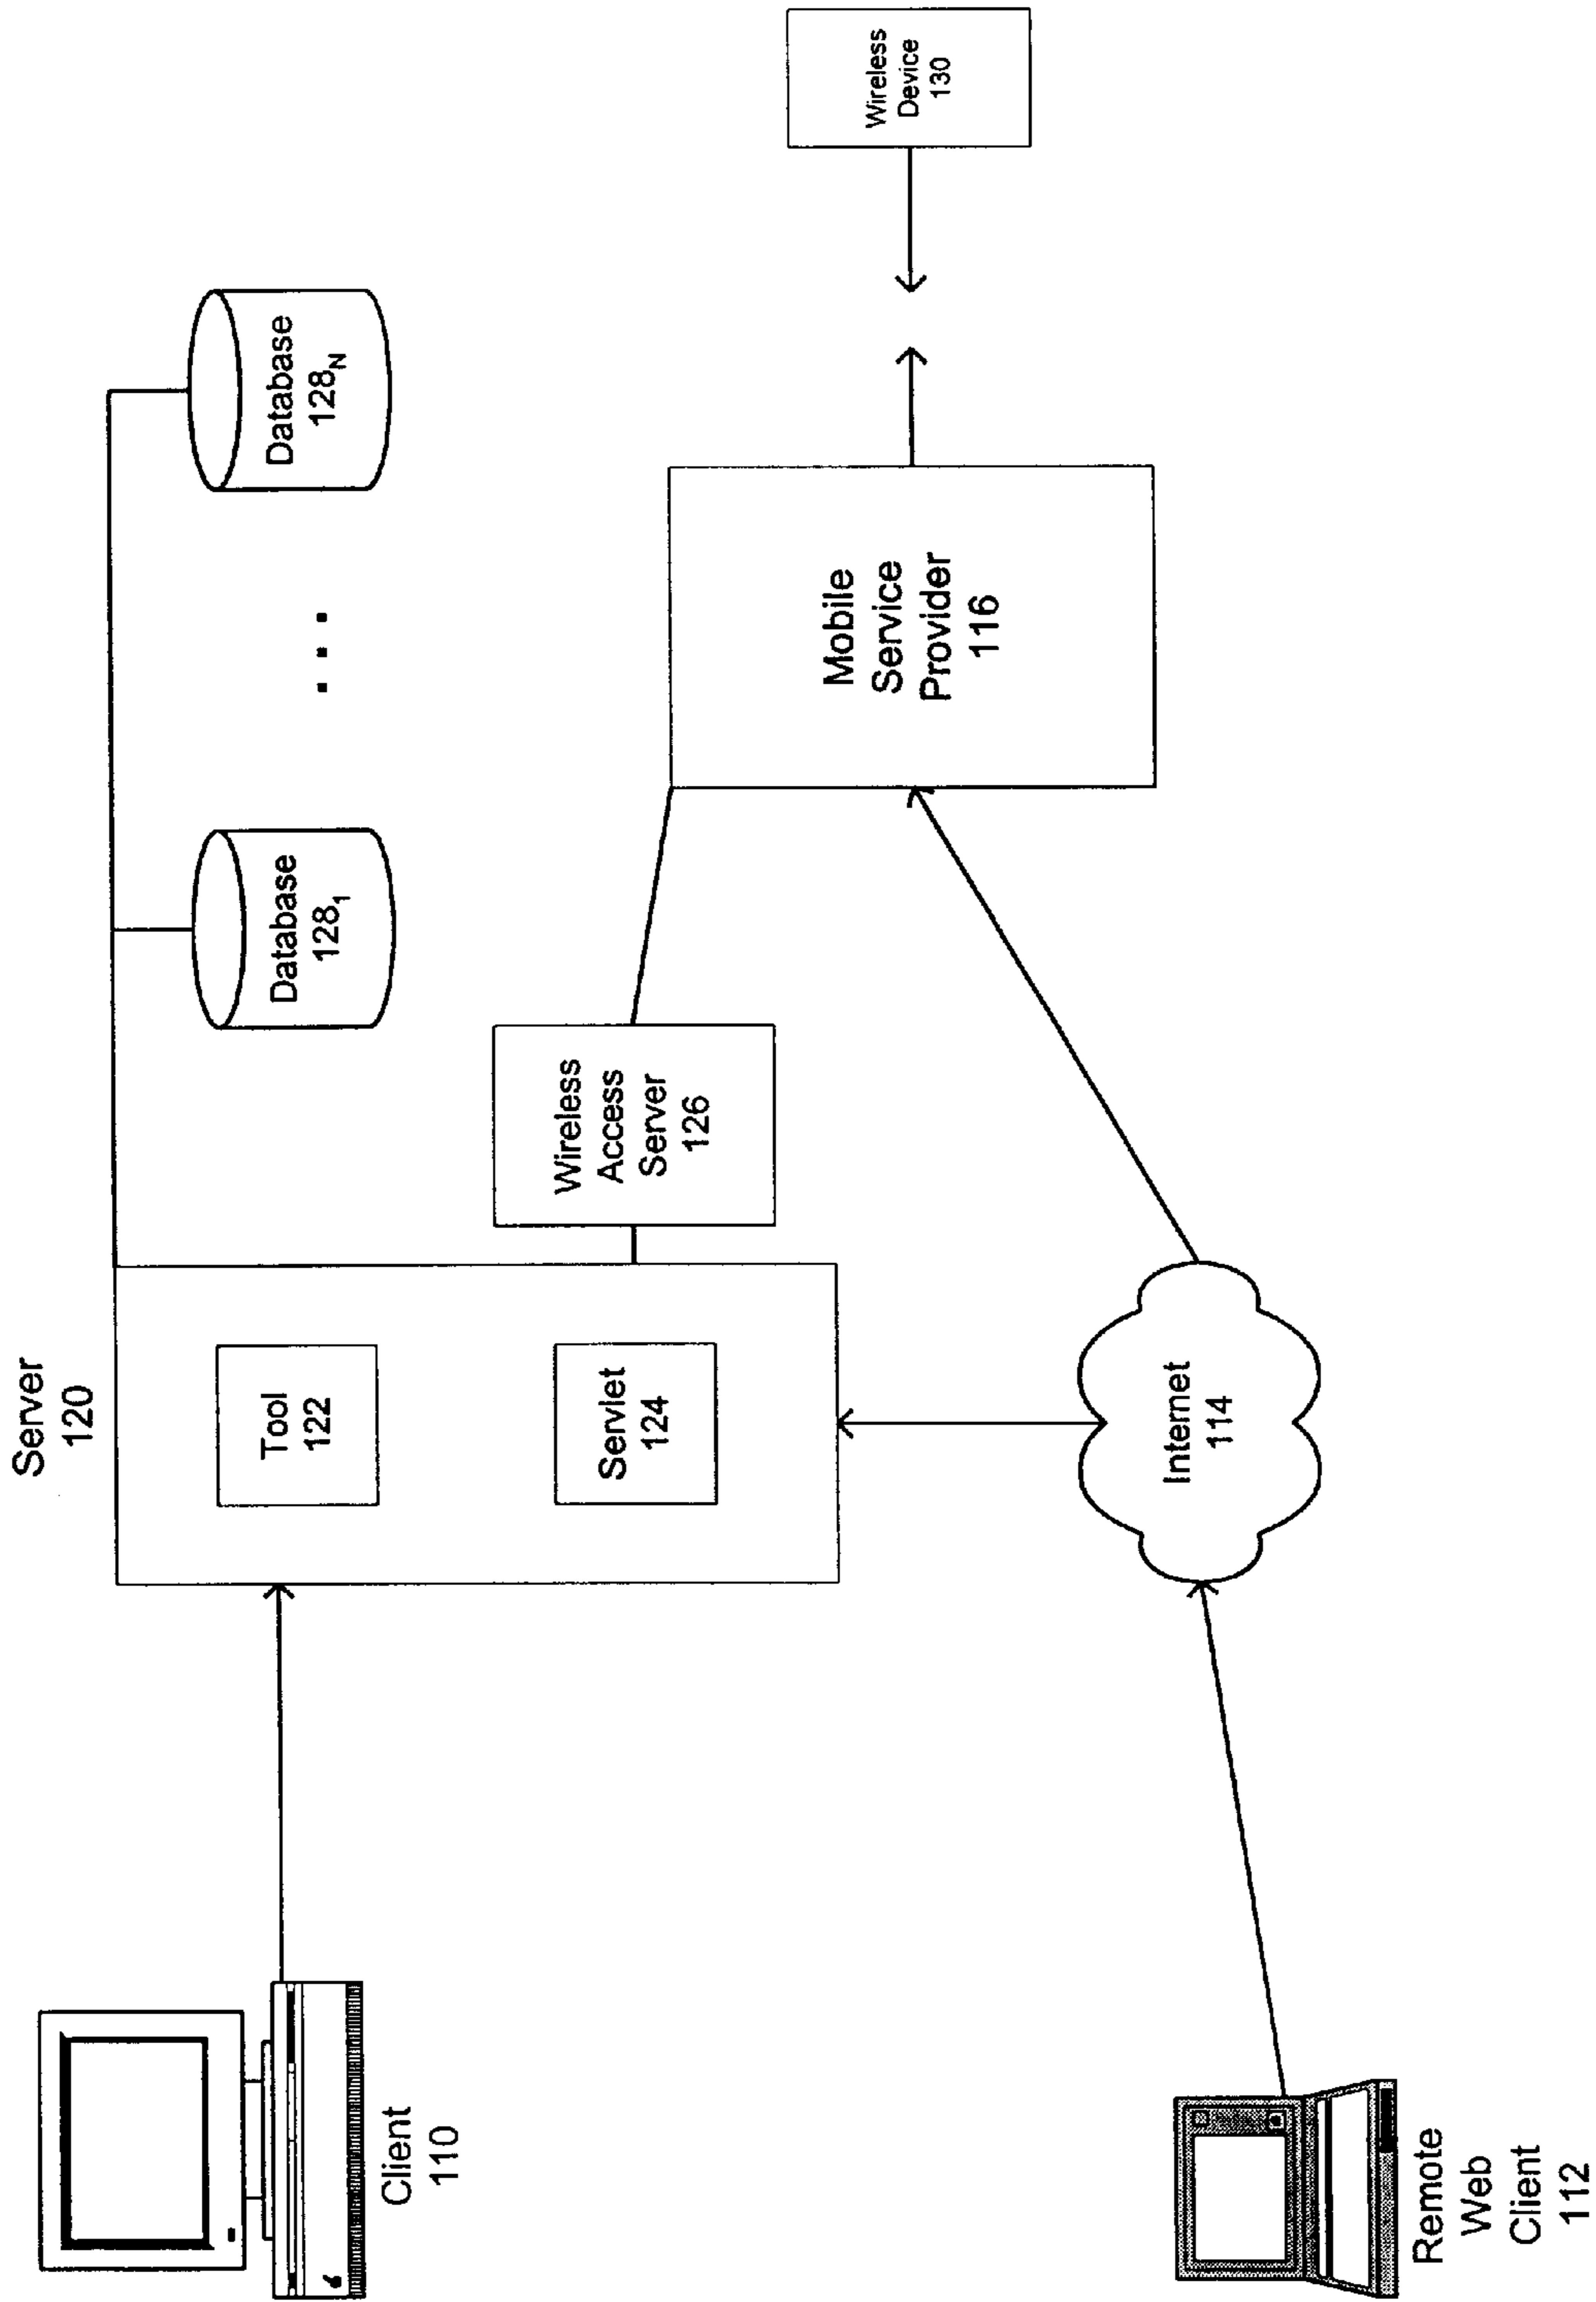 Server
120
Tool
122
Servlet
124
Client
110
Database
128₁
. . .
Database
128N
Wireless
Access
Server
126
Mobile
Service
Provider
116
Wireless
Device
130
Internet
114
Remote
Web
Client
112